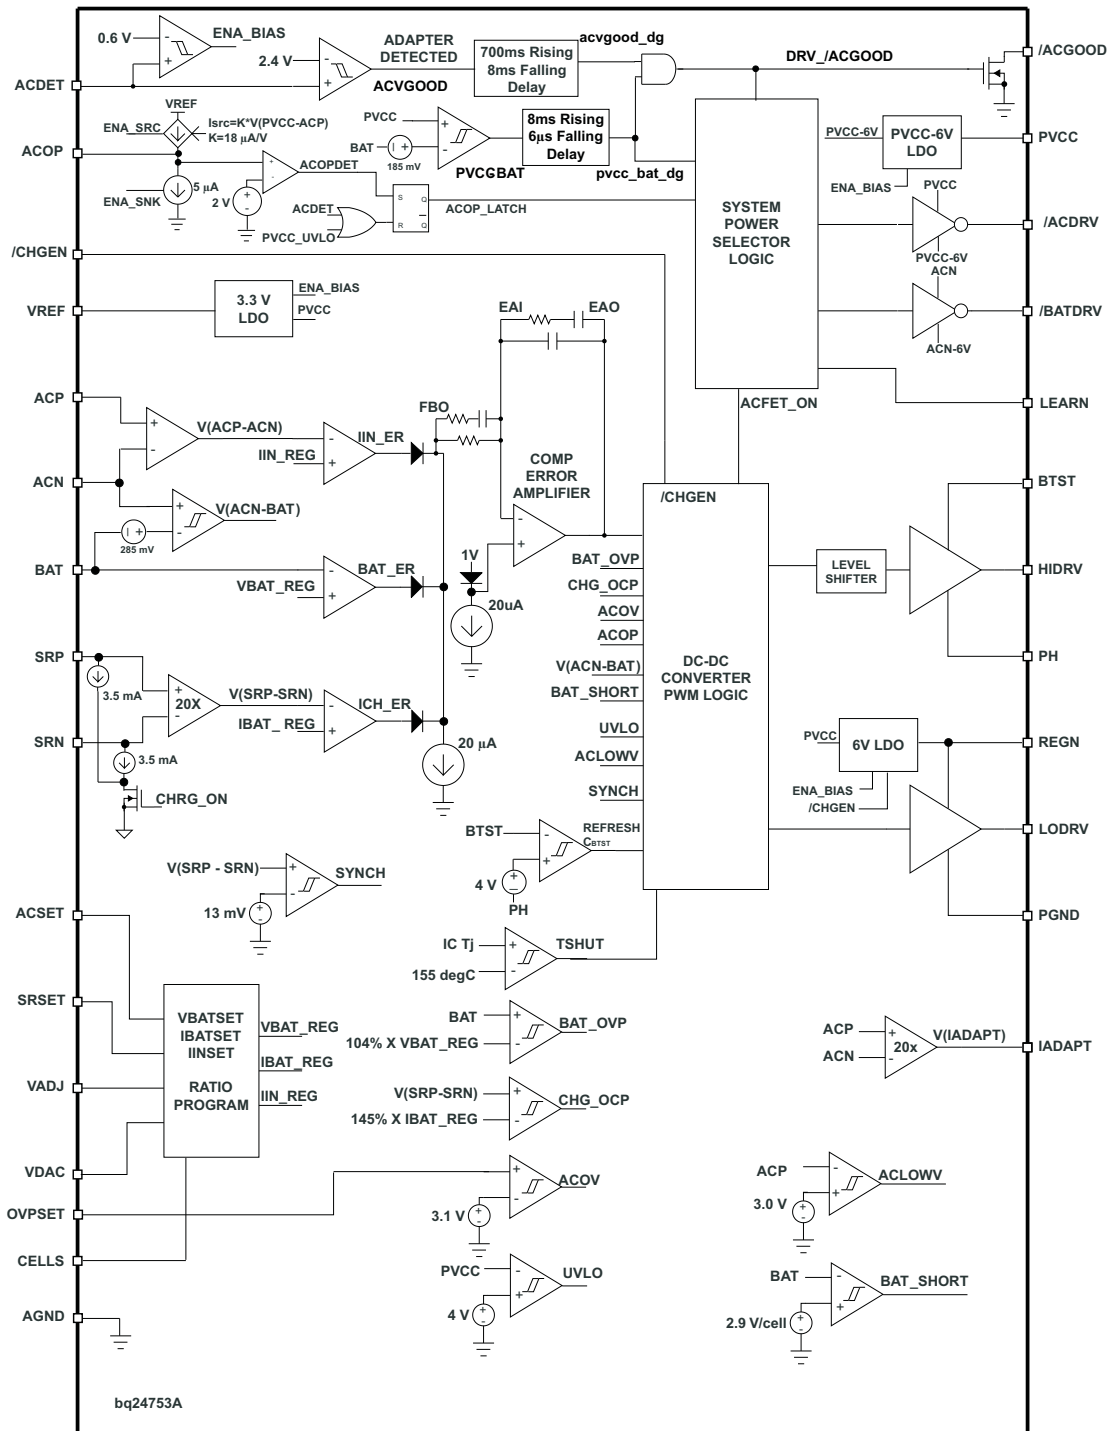 0.6 V
ENA_BIAS
2.4 V
ADAPTER
DETECTED
ACVGOOD
700ms Rising
8ms Falling
Delay
acvgood_dg
DRV_/ACGOOD
/ACGOOD
ACDET
VREF
ENA_SRC
Isrc=K*V(PVCC-ACP)
K=18 µA/V
ACOP
5 µA
ENA_SNK
2 V
ACOPDET
ACDET
PVCC_UVLO
S
Q
R
Q
ACOP_LATCH
PVCC
BAT
185 mV
PVCCBAT
8ms Rising
6µs Falling
Delay
pvcc_bat_dg
SYSTEM
POWER
SELECTOR
LOGIC
PVCC-6V
PVCC-6V
LDO
PVCC
ENA_BIAS
PVCC
/ACDRV
PVCC-6V
ACN
/BATDRV
ACN-6V
LEARN
ACFET_ON
/CHGEN
VREF
3.3 V
LDO
ENA_BIAS
PVCC
EAI
EAO
ACP
V(ACP-ACN)
IIN_REG
IIN_ER
FBO
ACN
V(ACN-BAT)
285 mV
BAT
VBAT_REG
BAT_ER
COMP
ERROR
AMPLIFIER
1V
20uA
SRP
3.5 mA
20X
V(SRP-SRN)
IBAT_ REG
ICH_ER
SRN
3.5 mA
CHRG_ON
20 µA
/CHGEN
BAT_OVP
CHG_OCP
ACOV
ACOP
V(ACN-BAT)
BAT_SHORT
UVLO
ACLOWV
SYNCH
DC-DC
CONVERTER
PWM LOGIC
LEVEL
SHIFTER
BTST
HIDRV
PH
PVCC
6V LDO
REGN
ENA_BIAS
/CHGEN
LODRV
PGND
BTST
4 V
PH
REFRESH
CBTST
V(SRP - SRN)
13 mV
SYNCH
IC Tj
155 degC
TSHUT
ACSET
SRSET
VADJ
VDAC
OVPSET
CELLS
AGND
VBATSET
IBATSET
IINSET
RATIO
PROGRAM
VBAT_REG
IBAT_REG
IIN_REG
BAT
104% X VBAT_REG
BAT_OVP
V(SRP-SRN)
145% X IBAT_REG
CHG_OCP
3.1 V
ACOV
PVCC
4 V
UVLO
ACP
ACN
20x
V(IADAPT)
IADAPT
ACP
3.0 V
ACLOWV
BAT
2.9 V/cell
BAT_SHORT
bq24753A